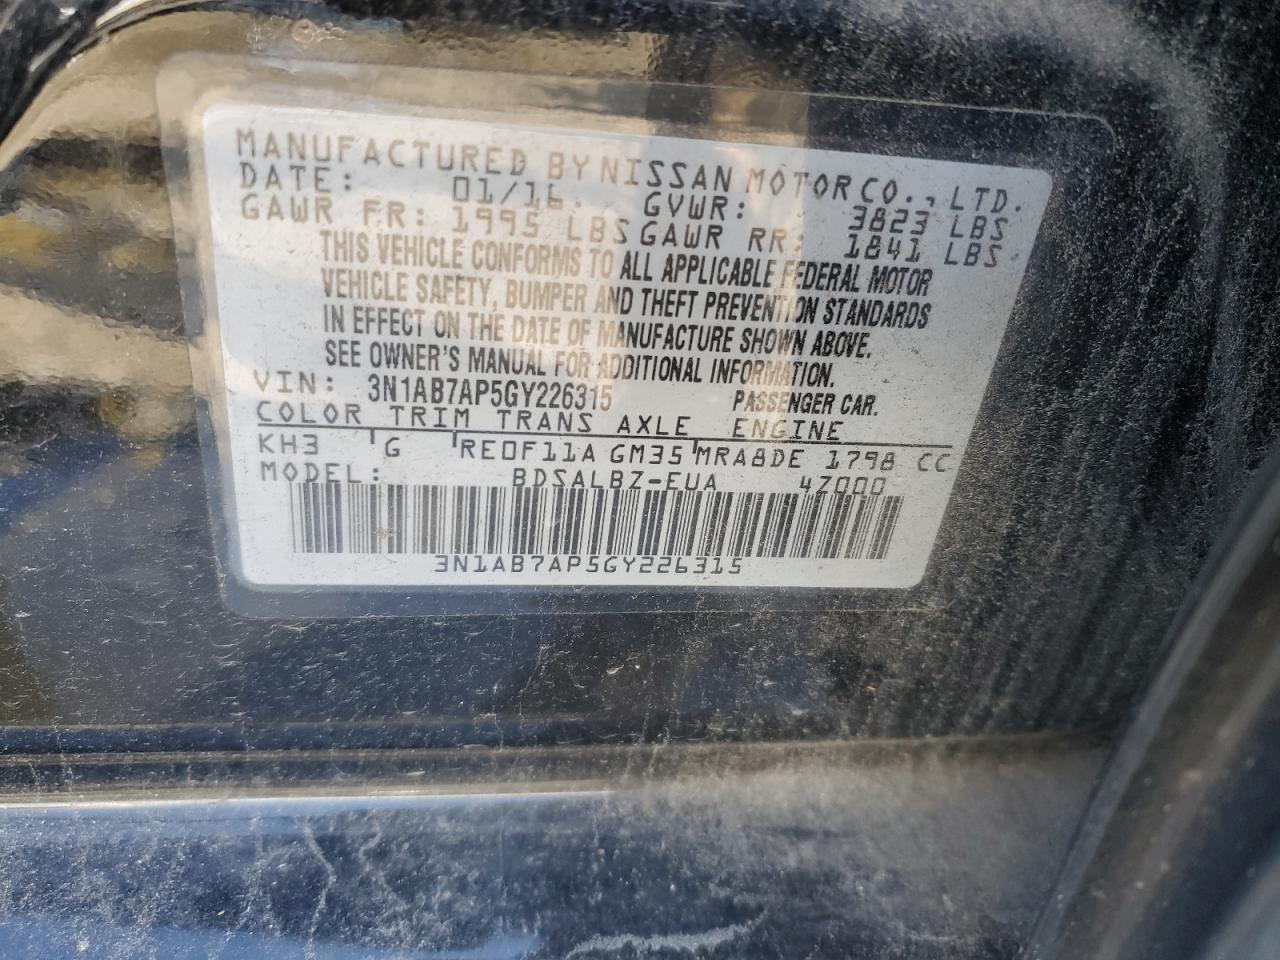 MANUFACTURED BY NISSAN MOTOR CO., LTD.
DATE: 01/16. GVWR: 3823 LBS
GAWR FR: 1995 LBS GAWR RR: 1841 LBS
THIS VEHICLE CONFORMS TO ALL APPLICABLE FEDERAL MOTOR
VEHICLE SAFETY, BUMPER AND THEFT PREVENTION STANDARDS
IN EFFECT ON THE DATE OF MANUFACTURE SHOWN ABOVE.
SEE OWNER'S MANUAL FOR ADDITIONAL INFORMATION.
VIN: 3N1AB7AP5GY226315 PASSENGER CAR.
COLOR TRIM TRANS AXLE ENGINE
KH3 G RE0F11A GM35 MRA8DE 1798 CC
MODEL: BDSALBZ-EUA 47000
3N1AB7AP5GY226315